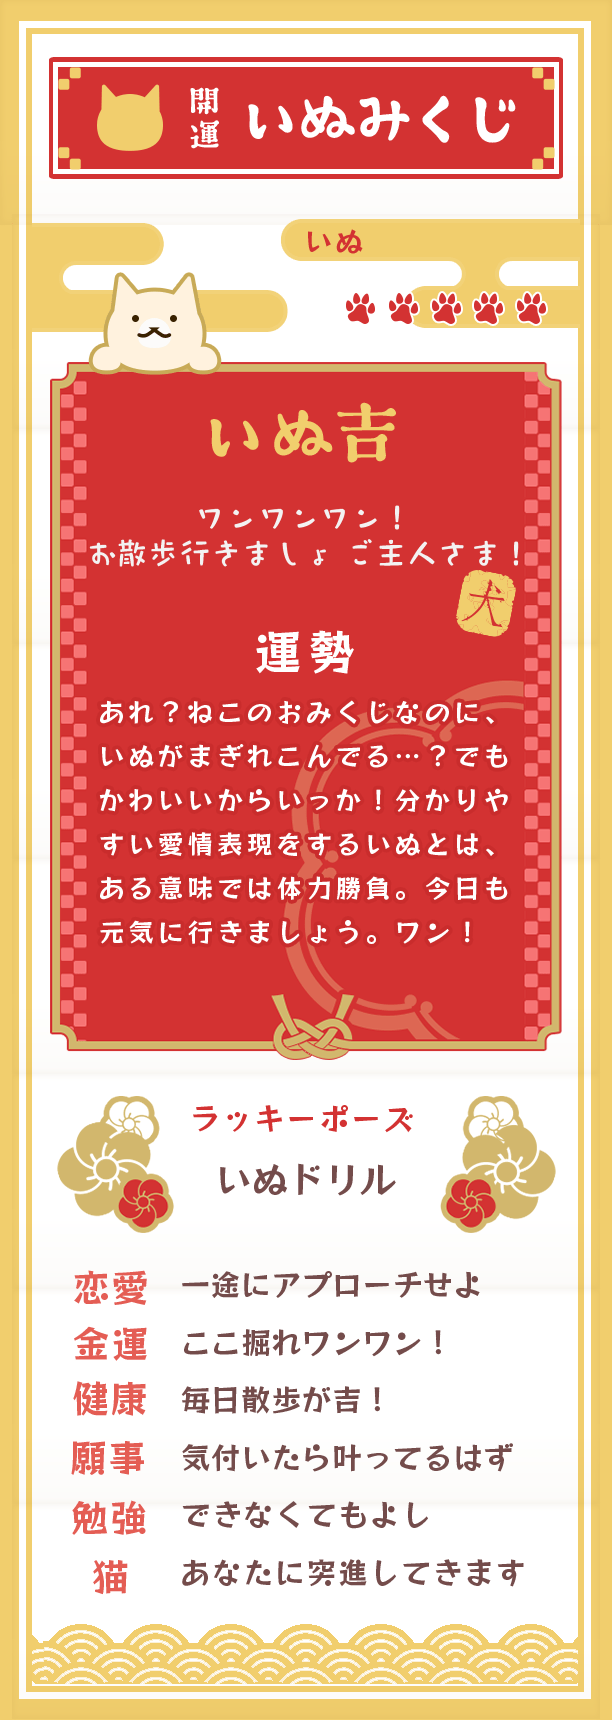 開運 いぬみくじ
いぬ
いぬ吉
ワンワンワン！
お散歩行きましょ ご主人さま！
犬
運勢
あれ？ねこのおみくじなのに、
いぬがまぎれこんでる…？でも
かわいいからいっか！分かりや
すい愛情表現をするいぬとは、
ある意味では体力勝負。今日も
元気に行きましょう。ワン！
ラッキーポーズ
いぬドリル
恋愛 一途にアプローチせよ
金運 ここ掘れワンワン！
健康 毎日散歩が吉！
願事 気付いたら叶ってるはず
勉強 できなくてもよし
猫 あなたに突進してきます